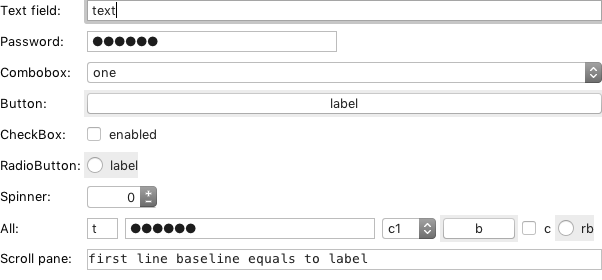 Text field: text
Password: ●●●●●●
Combobox: one
Button: label
CheckBox: enabled
RadioButton: label
Spinner: 0
All: t ●●●●●● c1 b c rb
Scroll pane: first line baseline equals to label